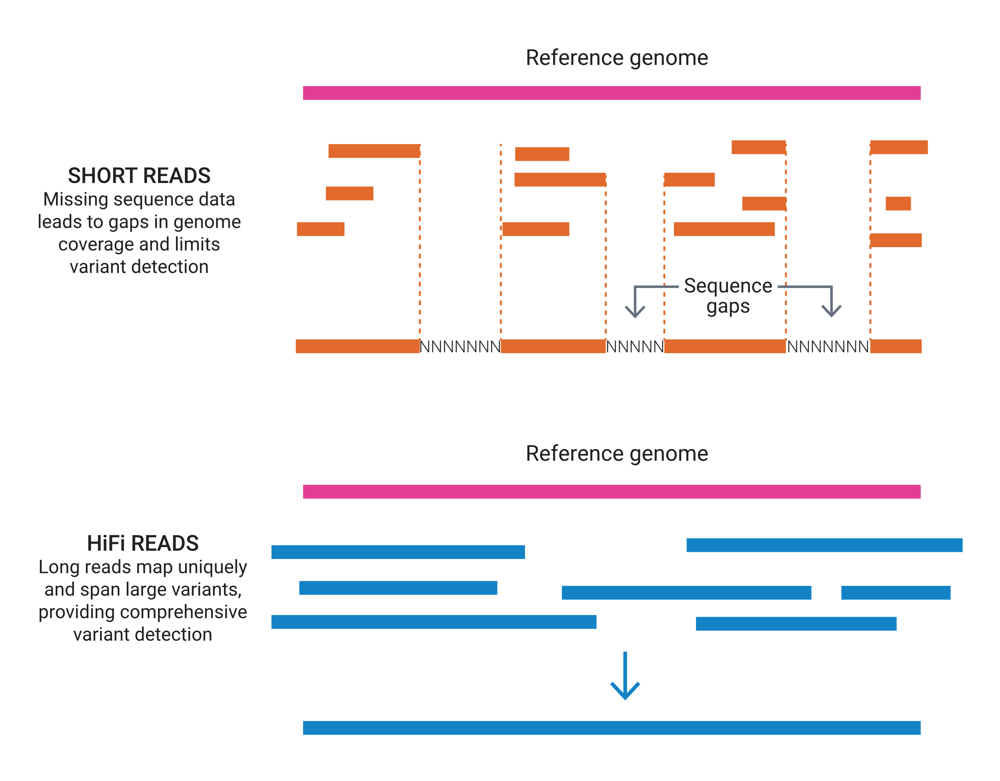 Reference genome
SHORT READS
Missing sequence data
leads to gaps in genome
coverage and limits
variant detection
Sequence
gaps
NNNNNNN NNNNN NNNNNNN
Reference genome
HiFi READS
Long reads map uniquely
and span large variants,
providing comprehensive
variant detection